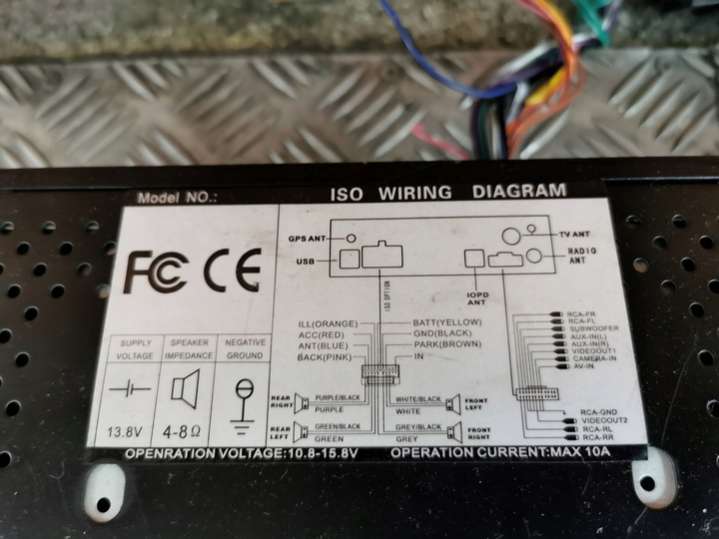 Model NO.:
ISO WIRING DIAGRAM
FC CE
SUPPLY VOLTAGE
SPEAKER IMPEDANCE
NEGATIVE GROUND
13.8V
4-8Ω
GPS ANT
USB
TV ANT
RADIO ANT
IOPD ANT
ISO OPTION
ILL(ORANGE)
ACC(RED)
ANT(BLUE)
BACK(PINK)
BATT(YELLOW)
GND(BLACK)
PARK(BROWN)
IN
REAR RIGHT
PURPLE/BLACK
PURPLE
WHITE/BLACK
WHITE
FRONT LEFT
REAR LEFT
GREEN/BLACK
GREEN
GREY/BLACK
GREY
FRONT RIGHT
RCA-FR
RCA-FL
SUBWOOFER
AUX-IN(L)
AUX-IN(R)
VIDEOOUT1
CAMERA-IN
AV-IN
RCA-GND
VIDEOOUT2
RCA-RL
RCA-RR
OPENRATION VOLTAGE:10.8-15.8V
OPERATION CURRENT:MAX 10A